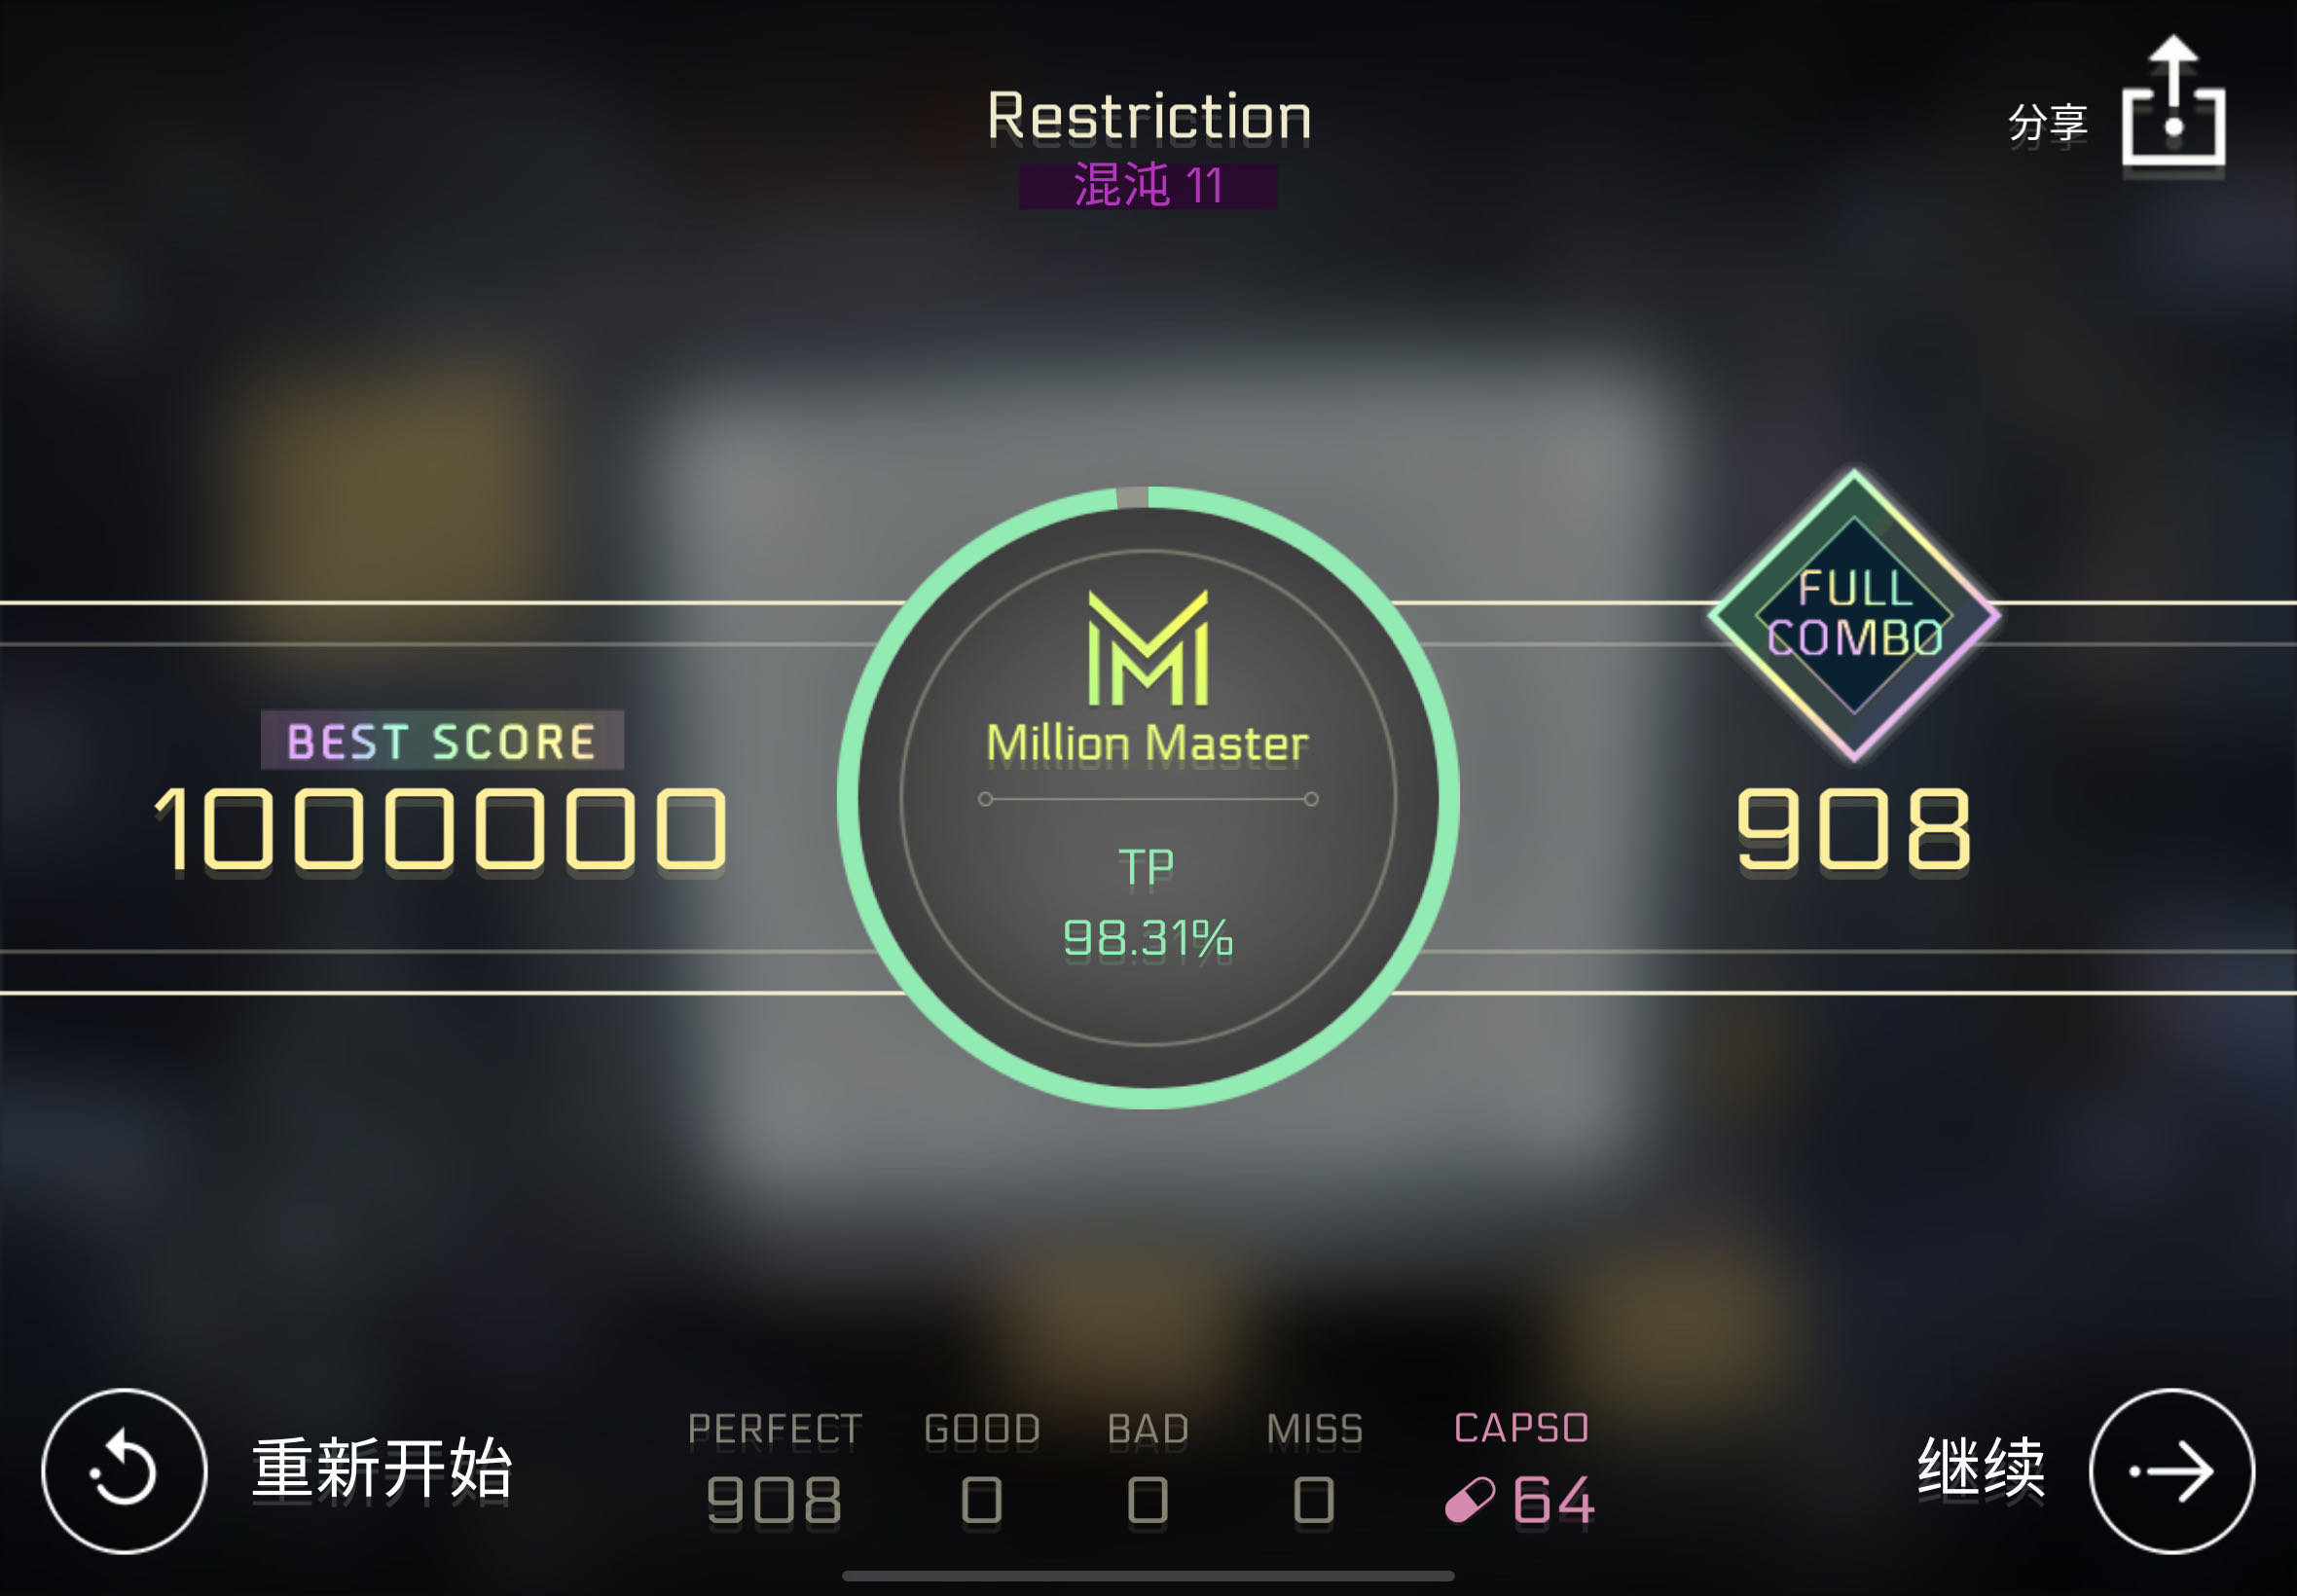 Restriction
混沌 11
分享
FULL
COMBO
BEST SCORE
1000000
Million Master
TP
98.31%
908
PERFECT GOOD BAD MISS CAPSO
908 0 0 0 64
重新开始
继续